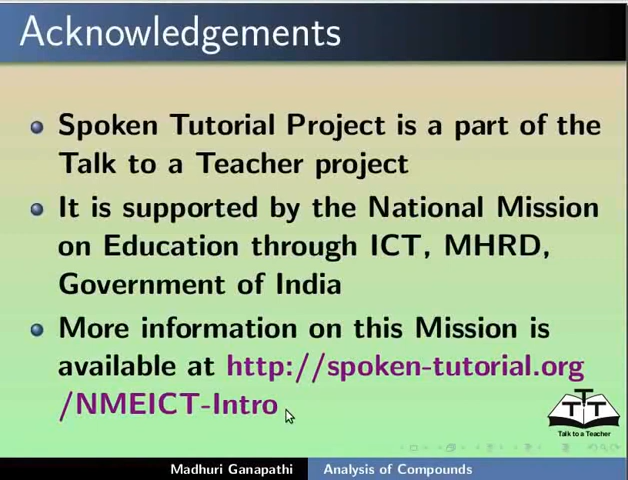 Acknowledgements
Spoken Tutorial Project is a part of the
Talk to a Teacher project
It is supported by the National Mission
on Education through ICT, MHRD,
Government of India
More information on this Mission is
available at http://spoken-tutorial.org
/NMEICT-Intro
TTT
Talk to a Teacher
Madhuri Ganapathi Analysis of Compounds